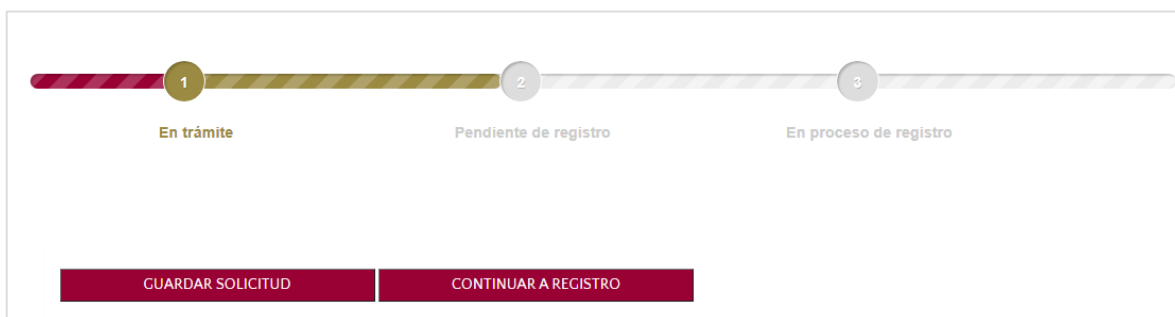 1 2 3
En trámite Pendiente de registro En proceso de registro
GUARDAR SOLICITUD CONTINUAR A REGISTRO